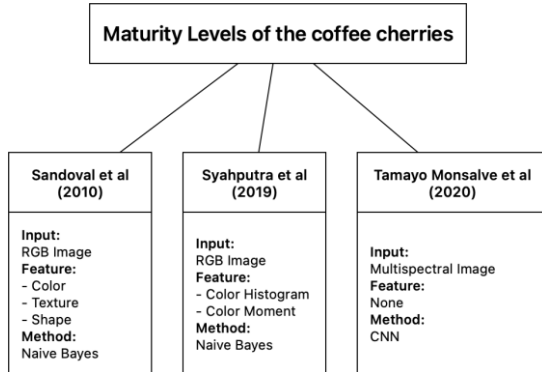 Maturity Levels of the coffee cherries
Sandoval et al
(2010)
Input:
RGB Image
Feature:
- Color
- Texture
- Shape
Method:
Naive Bayes
Syahputra et al
(2019)
Input:
RGB Image
Feature:
- Color Histogram
- Color Moment
Method:
Naive Bayes
Tamayo Monsalve et al
(2020)
Input:
Multispectral Image
Feature:
None
Method:
CNN